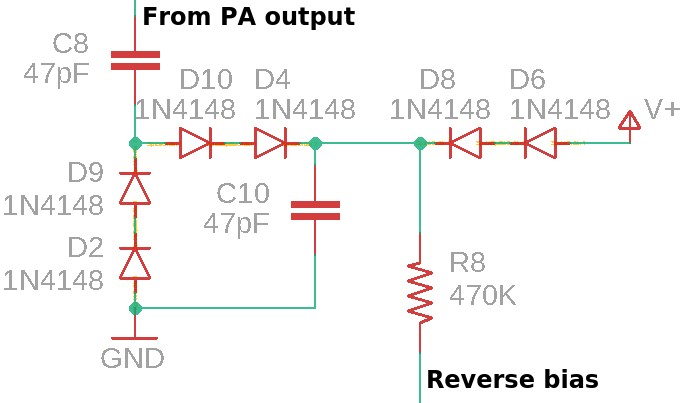 From PA output
C8
47pF
D10 D4 D8 D6
1N4148 1N4148 1N4148 1N4148 V+
D9
1N4148
C10
47pF
D2
1N4148
R8
470K
GND
Reverse bias